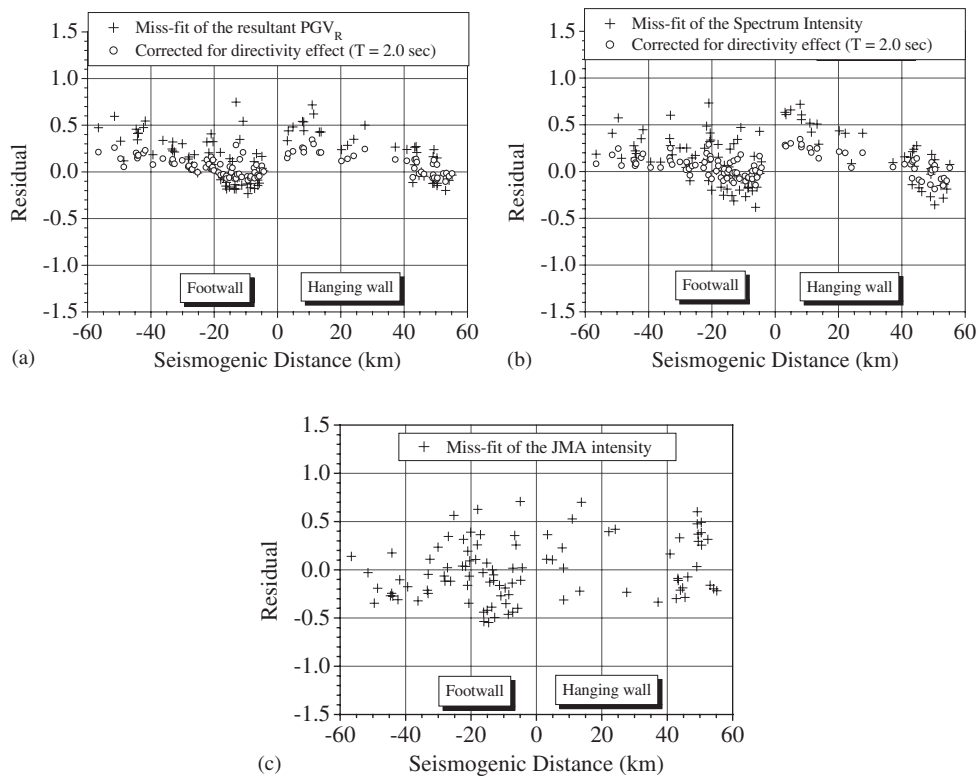 + Miss-fit of the resultant PGV_R
○ Corrected for directivity effect (T = 2.0 sec)
1.5
1.0
0.5
0.0
-0.5
-1.0
-1.5
Residual
Footwall
Hanging wall
-60 -40 -20 0 20 40 60
Seismogenic Distance (km)
(a)
+ Miss-fit of the Spectrum Intensity
○ Corrected for directivity effect (T = 2.0 sec)
1.5
1.0
0.5
0.0
-0.5
-1.0
-1.5
Residual
Footwall
Hanging wall
-60 -40 -20 0 20 40 60
Seismogenic Distance (km)
(b)
+ Miss-fit of the JMA intensity
1.5
1.0
0.5
0.0
-0.5
-1.0
-1.5
Residual
Footwall
Hanging wall
-60 -40 -20 0 20 40 60
Seismogenic Distance (km)
(c)